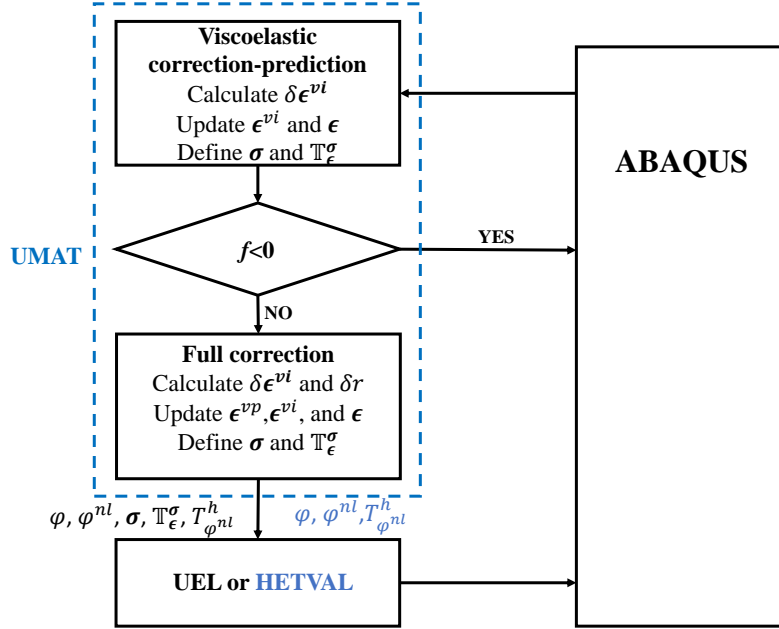 Viscoelastic
correction-prediction
Calculate δϵ^{vi}
Update ϵ^{vi} and ϵ
Define σ and 𝕋_ϵ^σ
ABAQUS
f<0
YES
UMAT
NO
Full correction
Calculate δϵ^{vi} and δr
Update ϵ^{vp},ϵ^{vi}, and ϵ
Define σ and 𝕋_ϵ^σ
φ, φ^{nl}, σ, 𝕋_ϵ^σ, T_{φ^{nl}}^h
φ, φ^{nl},T_{φ^{nl}}^h
UEL or HETVAL